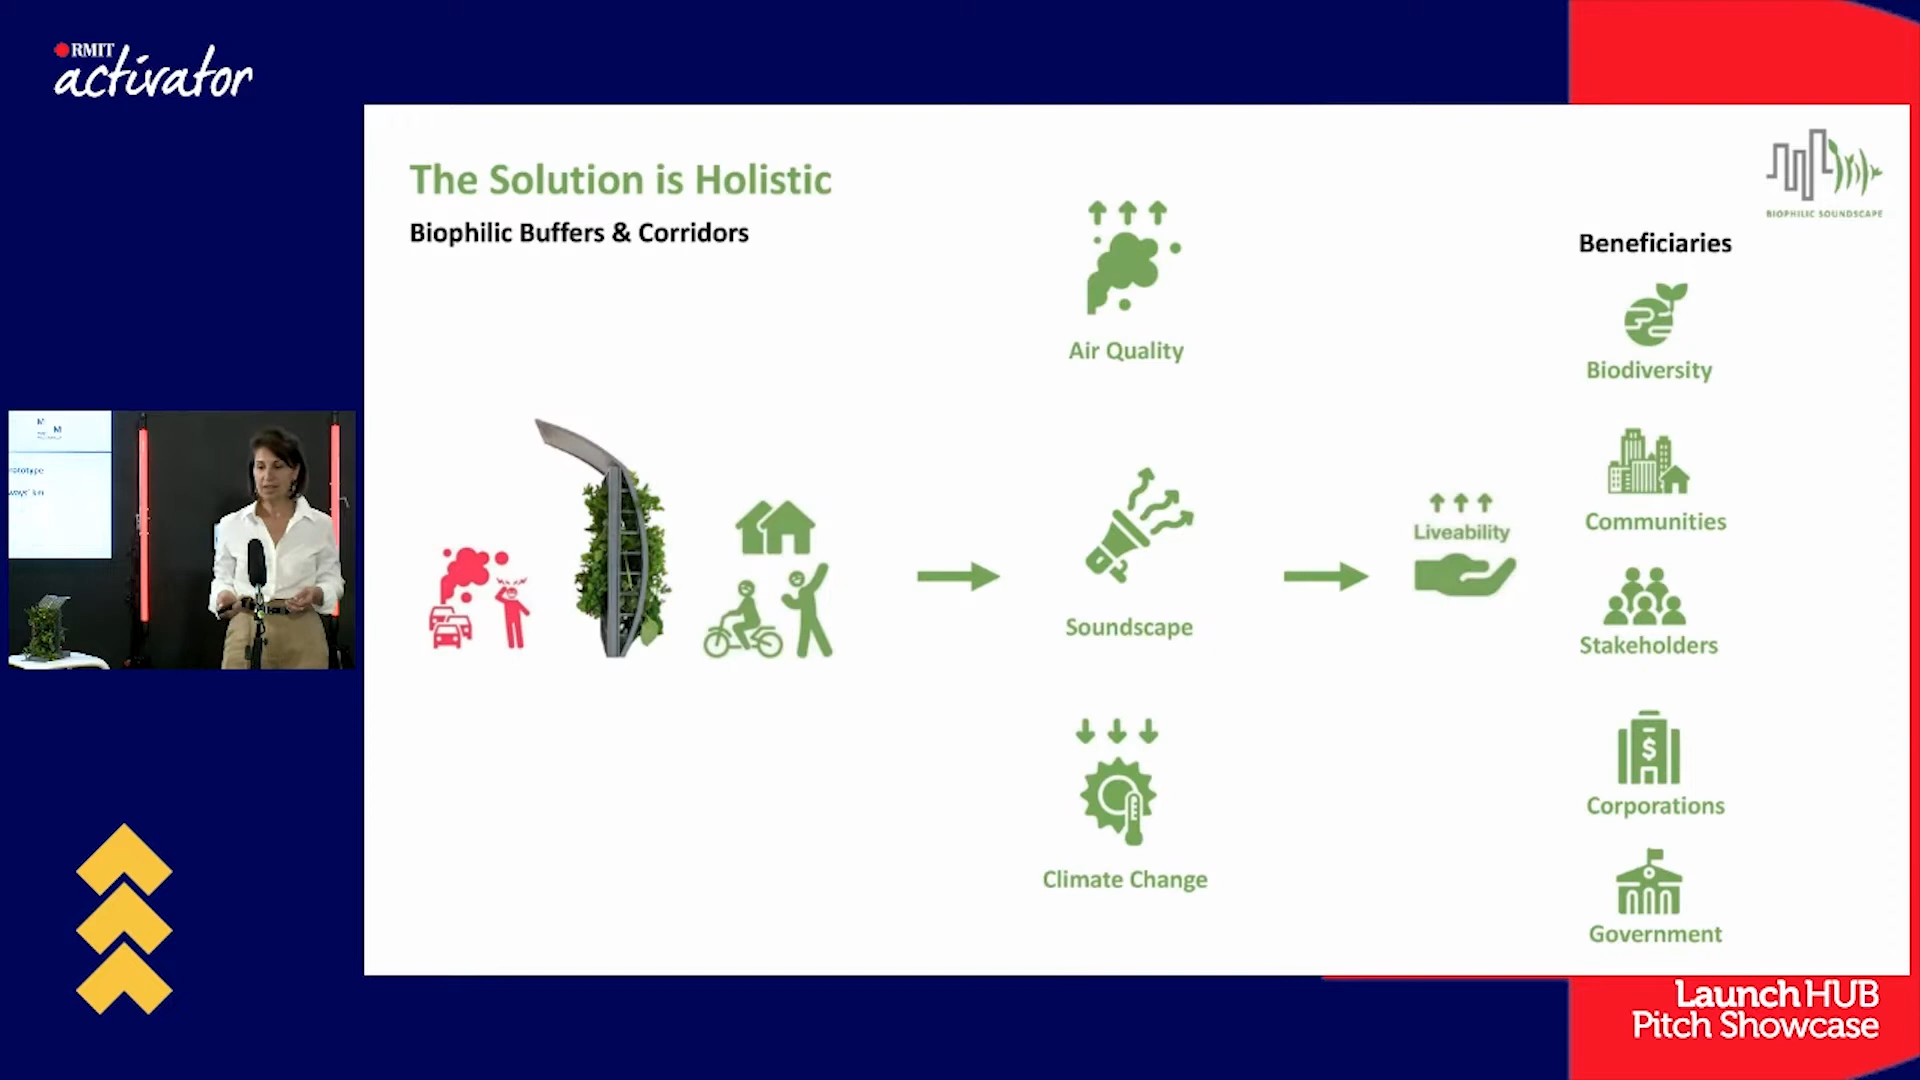 RMIT
activator
The Solution is Holistic
Biophilic Buffers & Corridors
BIOPHILIC SOUNDSCAPE
Beneficiaries
Air Quality
Biodiversity
Communities
Liveability
Soundscape
Stakeholders
Climate Change
Corporations
Government
$
Launch HUB
Pitch Showcase